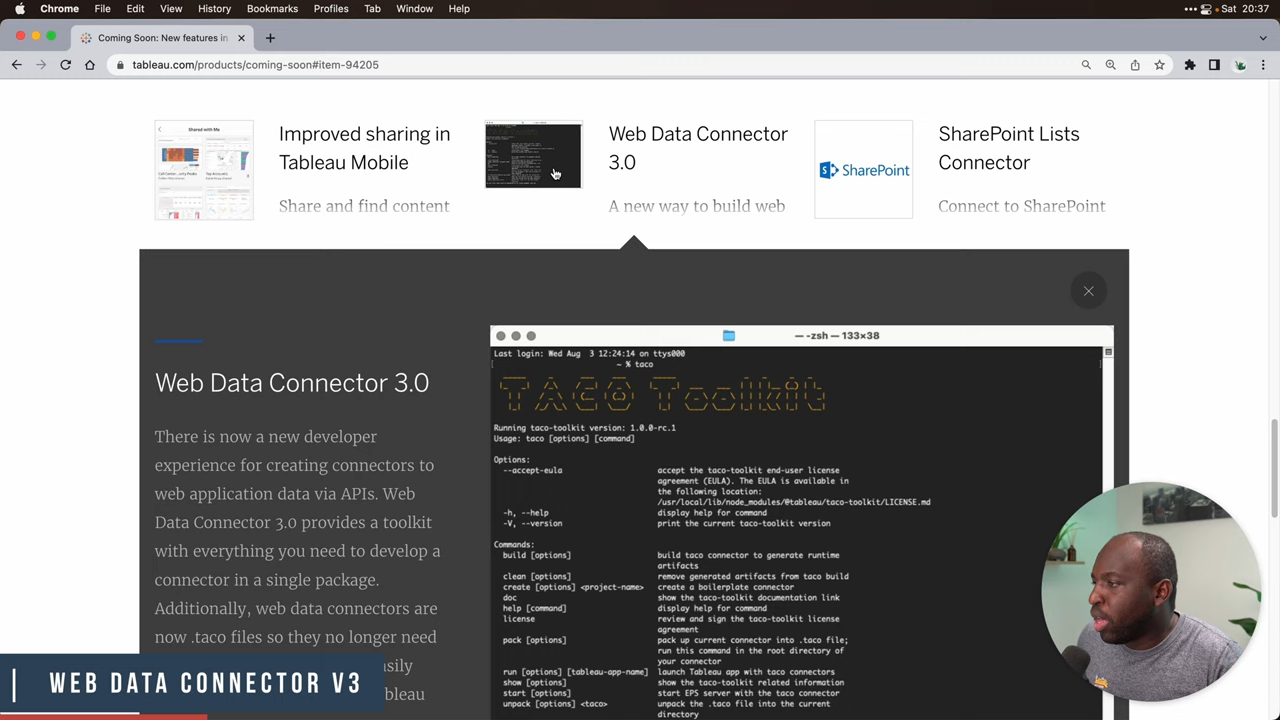 Chrome File Edit View History Bookmarks Profiles Tab Window Help Sat 20:37
Coming Soon: New features in
tableau.com/products/coming-soon#item-94205
Improved sharing in
Tableau Mobile
Share and find content
Web Data Connector
3.0
A new way to build web
SharePoint
SharePoint Lists
Connector
Connect to SharePoint
Web Data Connector 3.0
There is now a new developer
experience for creating connectors to
web application data via APIs. Web
Data Connector 3.0 provides a toolkit
with everything you need to develop a
connector in a single package.
Additionally, web data connectors are
now .taco files so they no longer need
asily
bleau
— -zsh — 133×38
Last login: Wed Aug 3 12:24:14 on ttys000
~ % taco
TACO Toolkit
Running taco-toolkit version: 1.0.0-rc.1
Usage: taco [options] [command]
Options:
--accept-eula accept the taco-toolkit end-user license
agreement (EULA). The EULA is available in
the following location:
/usr/local/lib/node_modules/@tableau/taco-toolkit/LICENSE.md
-h, --help display help for command
-V, --version print the current taco-toolkit version
Commands:
build [options] build taco connector to generate runtime
artifacts
clean [options] remove generated artifacts from taco build
create [options] <project-name> create a boilerplate connector
doc show the taco-toolkit documentation link
help [command] display help for command
license review and sign the taco-toolkit license
agreement
pack [options] pack up current connector into .taco file;
run this command in the root directory of
your connector
run [options] [tableau-app-name] launch Tableau app with taco connectors
show [options] show the taco-toolkit related information
start [options] start EPS server with the taco connector
unpack [options] <taco> unpack the .taco file into the current
directory
WEB DATA CONNECTOR V3